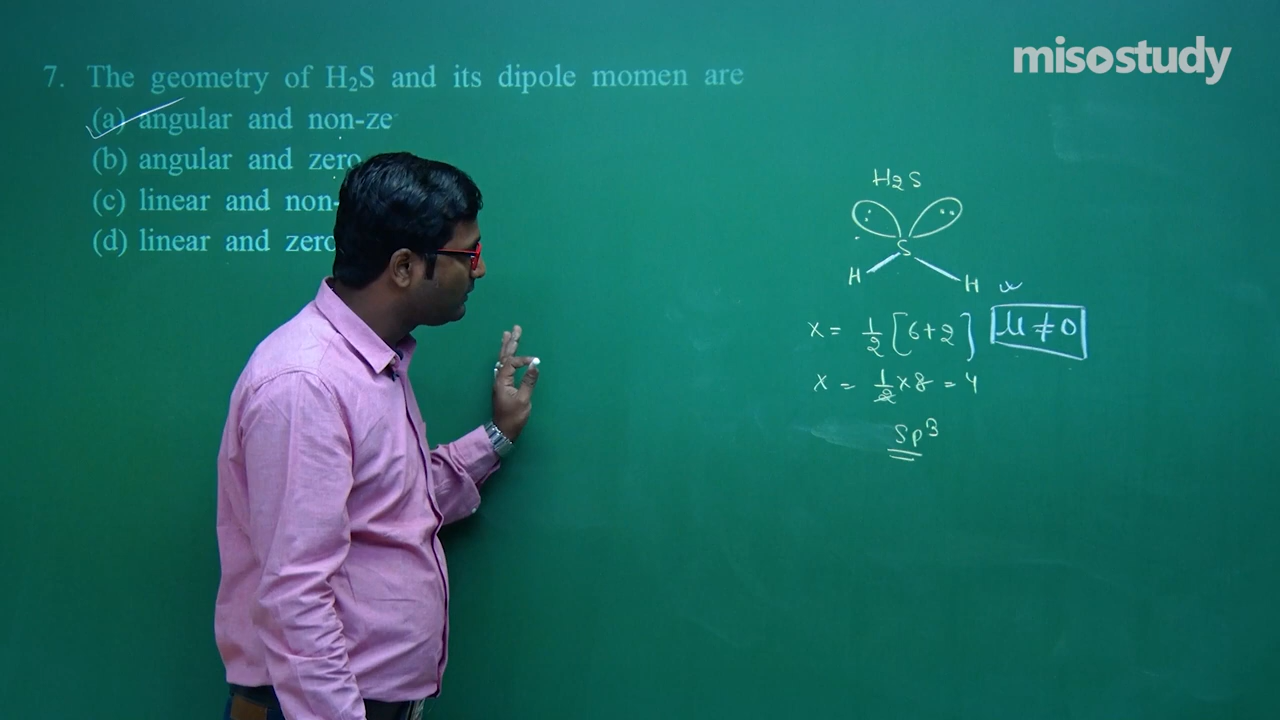 misostudy
7. The geometry of H₂S and its dipole momen are
(a) angular and non-ze
(b) angular and zero
(c) linear and non-
(d) linear and zero
H₂S
S
H H
x = 1/2 [6+2] μ ≠ 0
x = 1/2 × 8 = 4
sp³